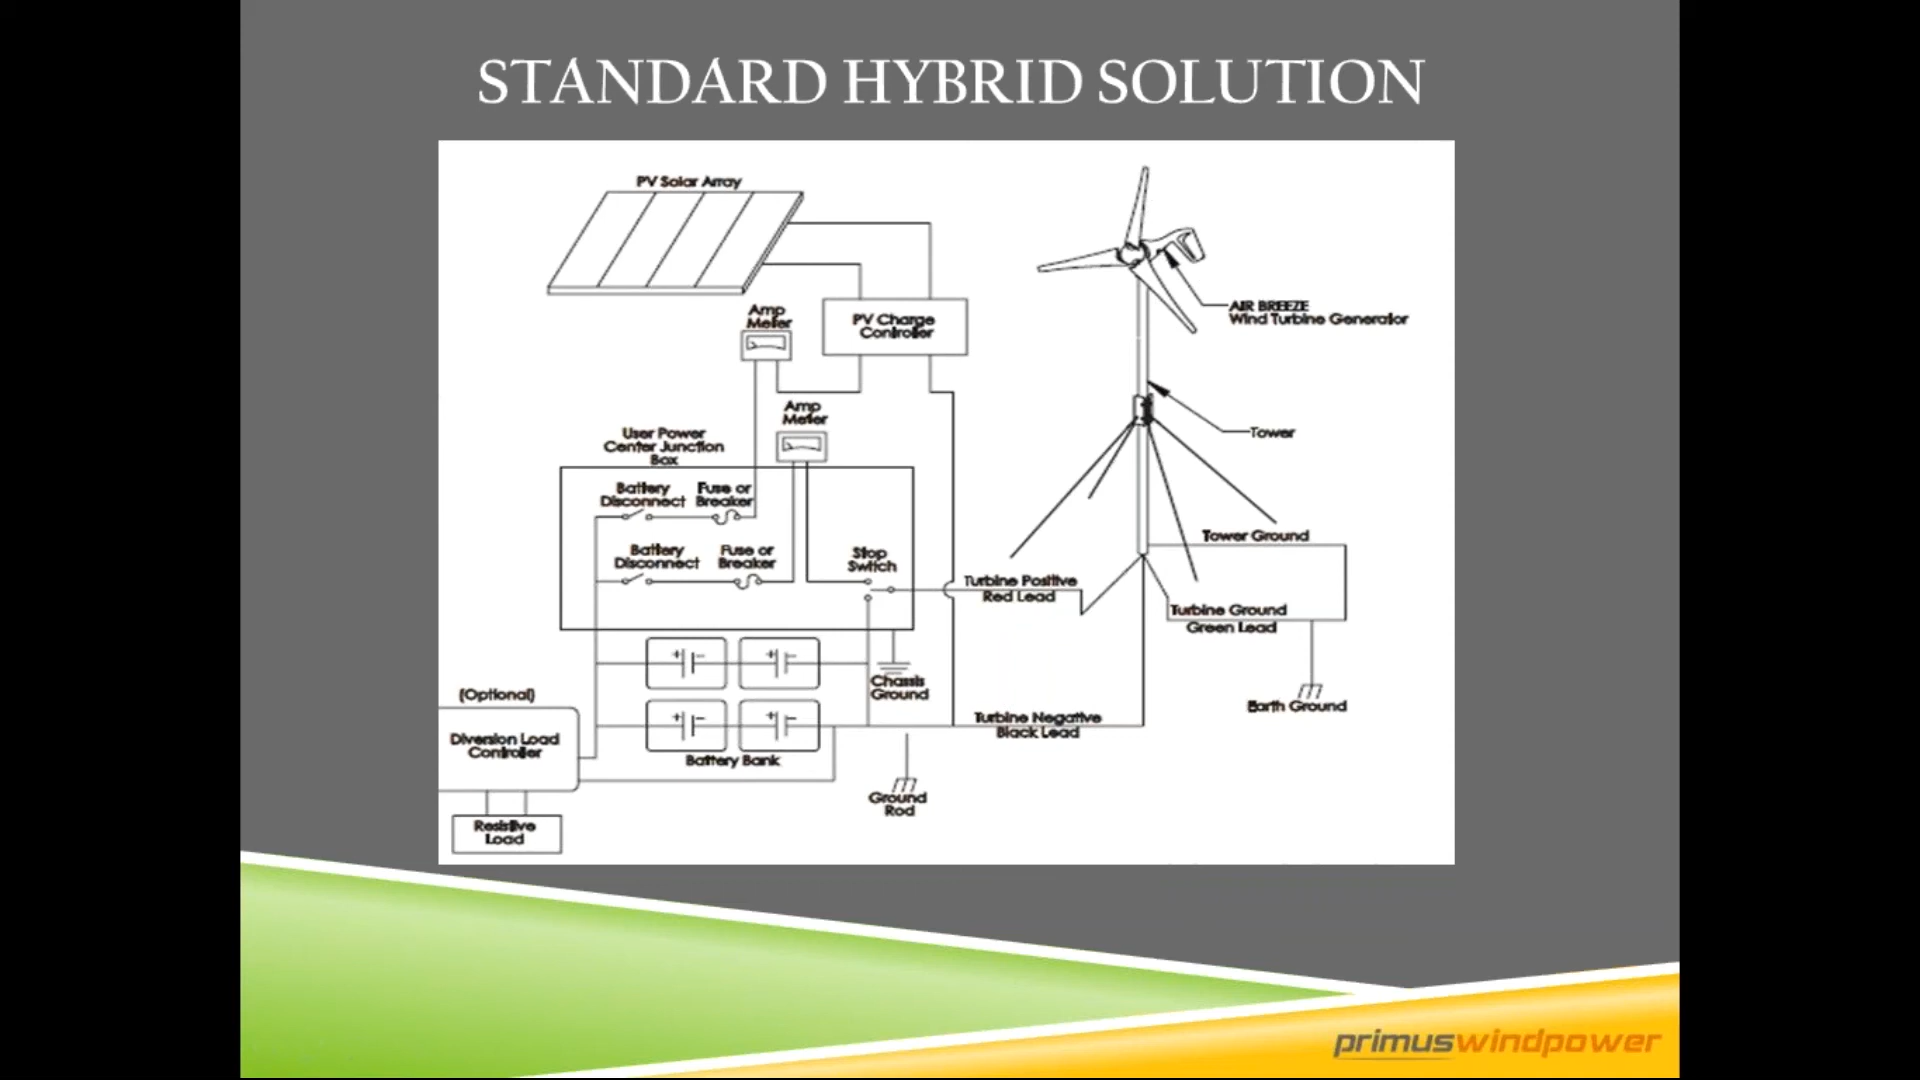 STANDARD HYBRID SOLUTION
PV Solar Array
Amp
Meter
PV Charge
Controller
AIR BREEZE
Wind Turbine Generator
Amp
Meter
Tower
User Power
Center Junction
Box
Battery
Disconnect
Fuse or
Breaker
Battery
Disconnect
Fuse or
Breaker
Stop
Switch
Tower Ground
Turbine Positive
Red Lead
Turbine Ground
Green Lead
+ -
+ -
Chassis
Ground
(Optional)
Earth Ground
+ -
+ -
Turbine Negative
Black Lead
Diversion Load
Controller
Battery Bank
Ground
Rod
Resistive
Load
primuswindpower